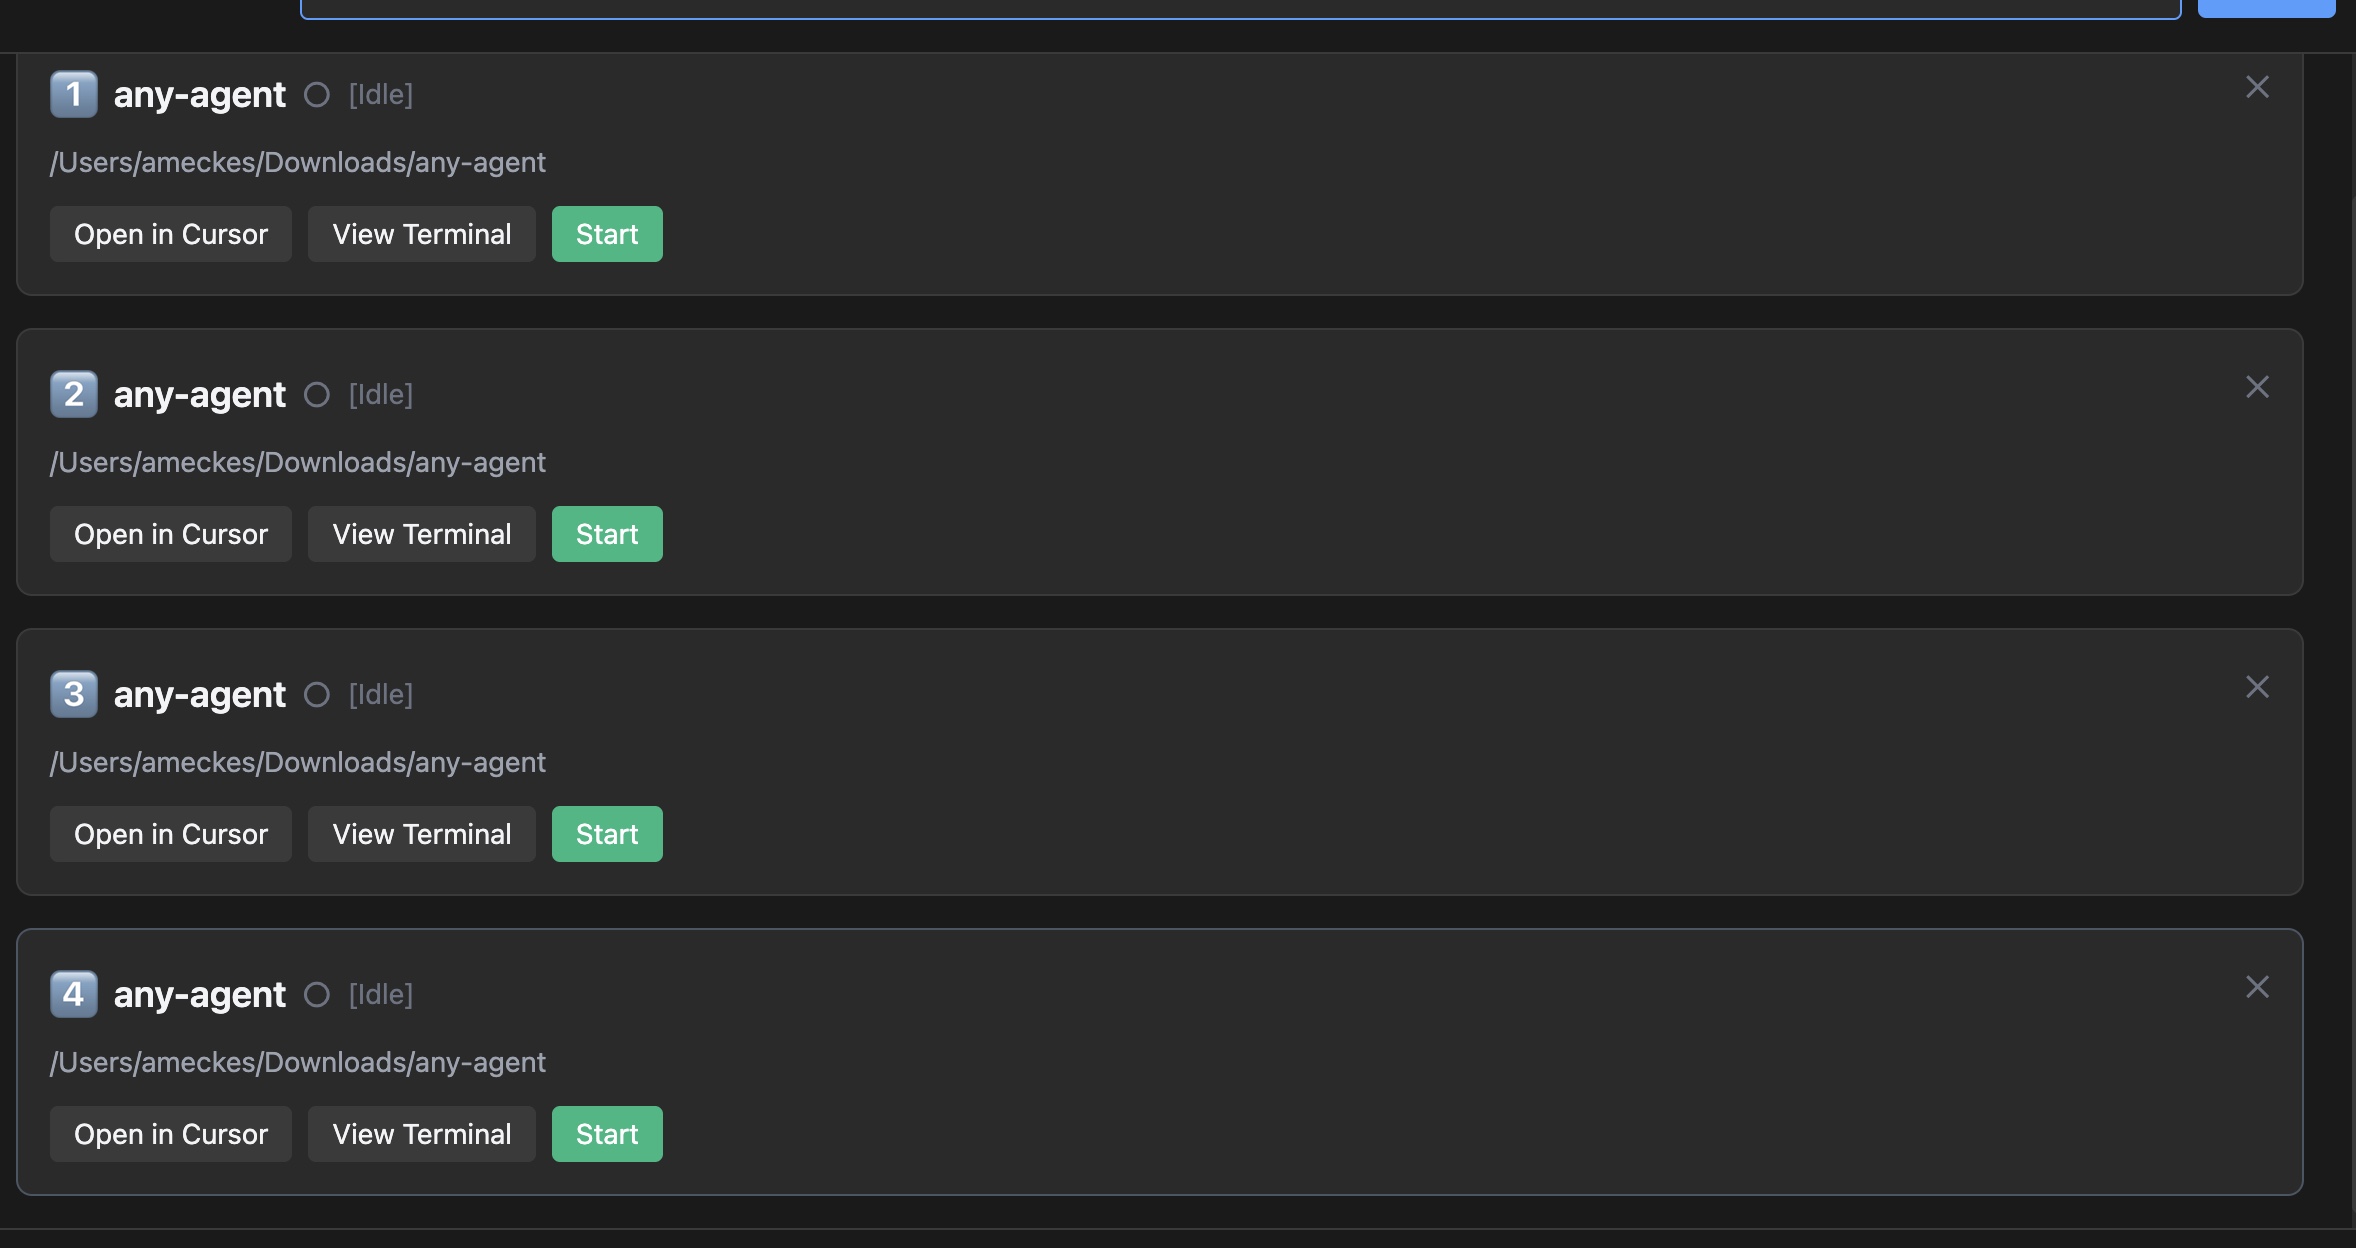 1 any-agent [Idle]
/Users/ameckes/Downloads/any-agent
Open in Cursor View Terminal Start
2 any-agent [Idle]
/Users/ameckes/Downloads/any-agent
Open in Cursor View Terminal Start
3 any-agent [Idle]
/Users/ameckes/Downloads/any-agent
Open in Cursor View Terminal Start
4 any-agent [Idle]
/Users/ameckes/Downloads/any-agent
Open in Cursor View Terminal Start